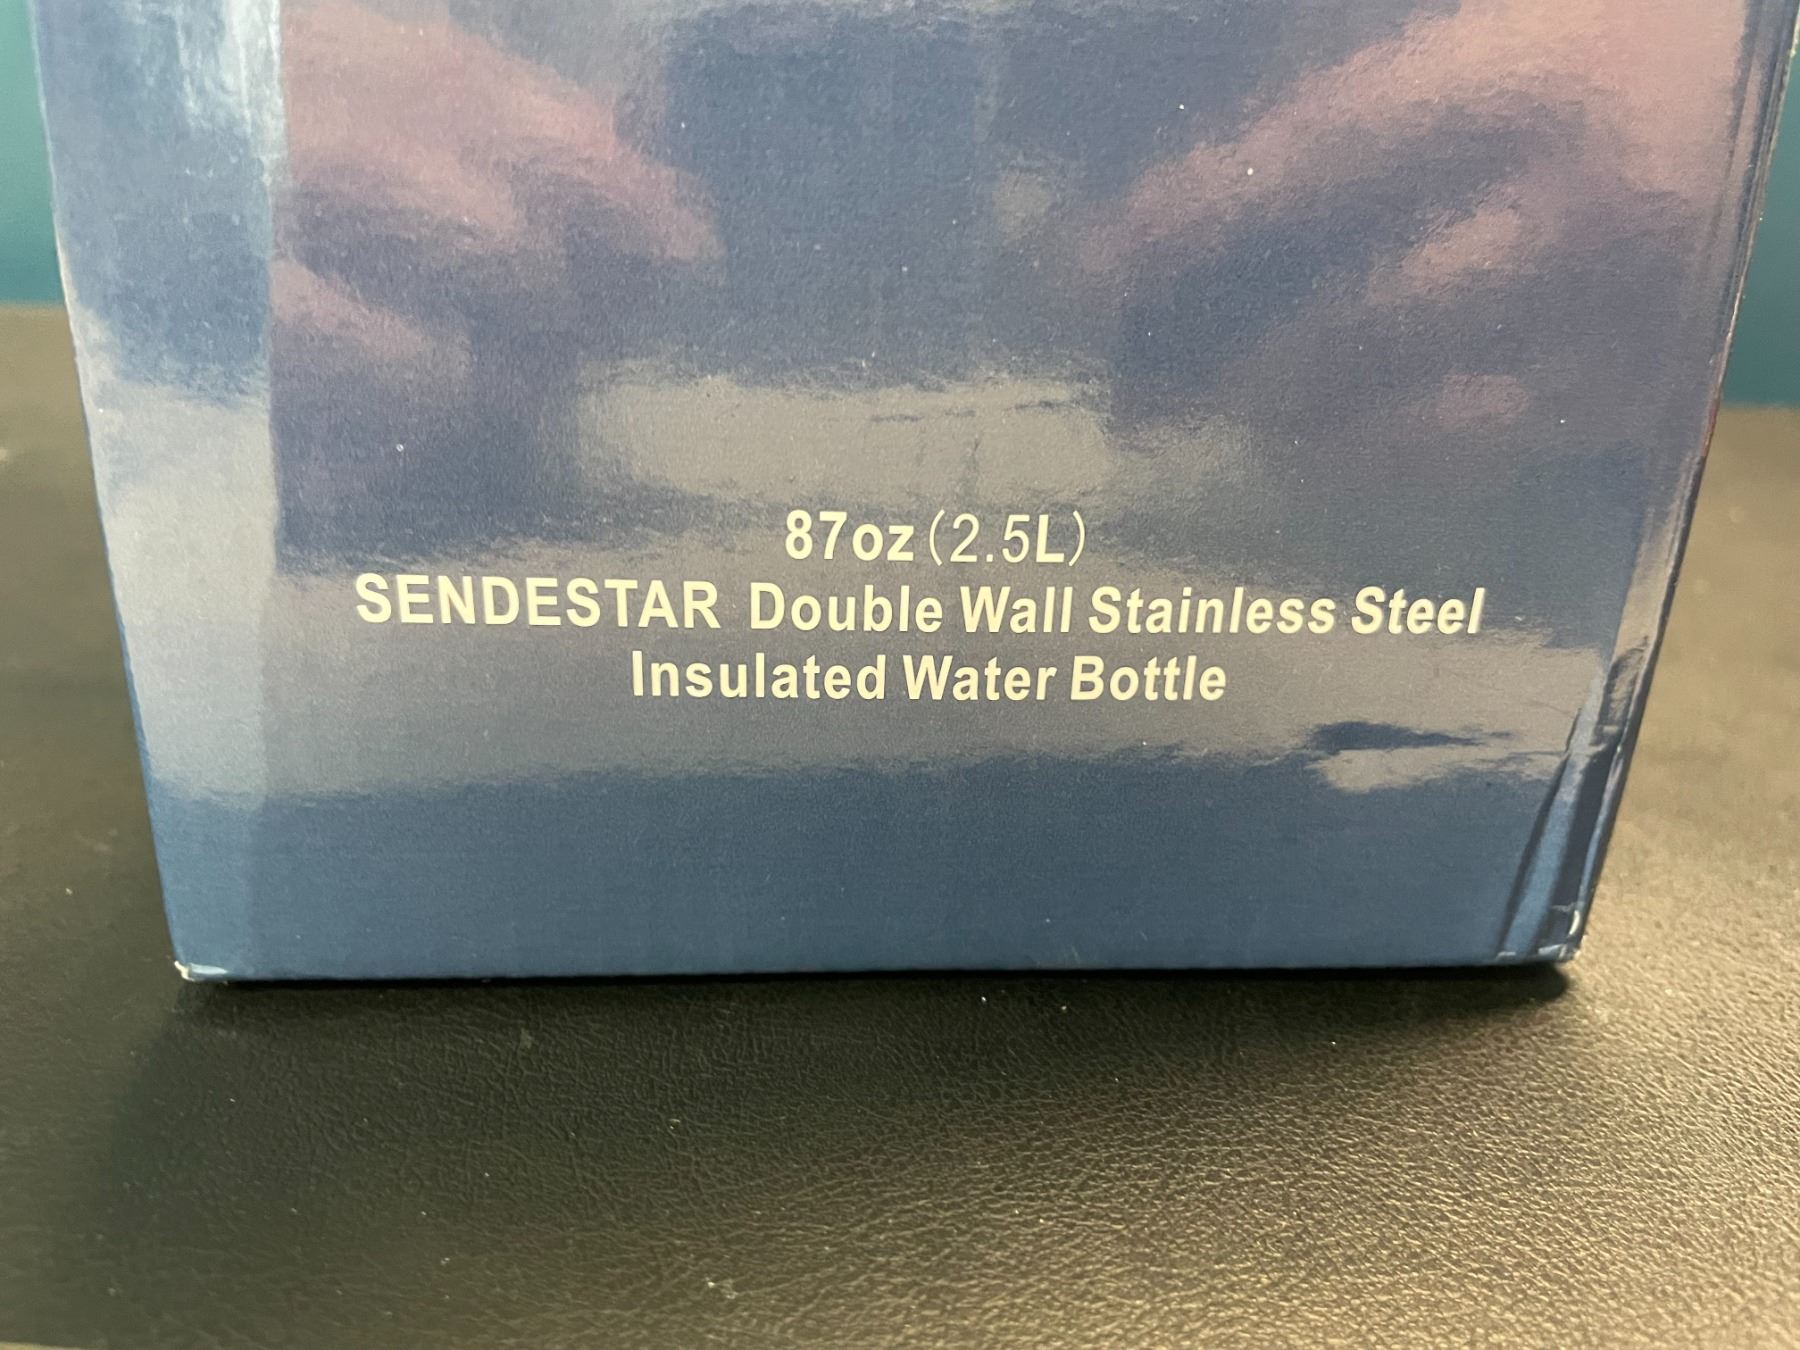 87oz(2.5L)
SENDESTAR Double Wall Stainless Steel
Insulated Water Bottle